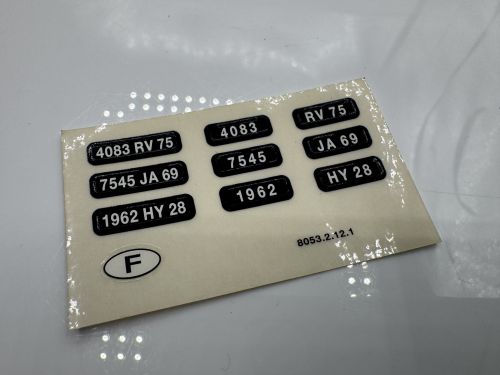 4083 RV 75
4083
RV 75
7545 JA 69
7545
JA 69
1962 HY 28
1962
HY 28
F
8053.2.12.1